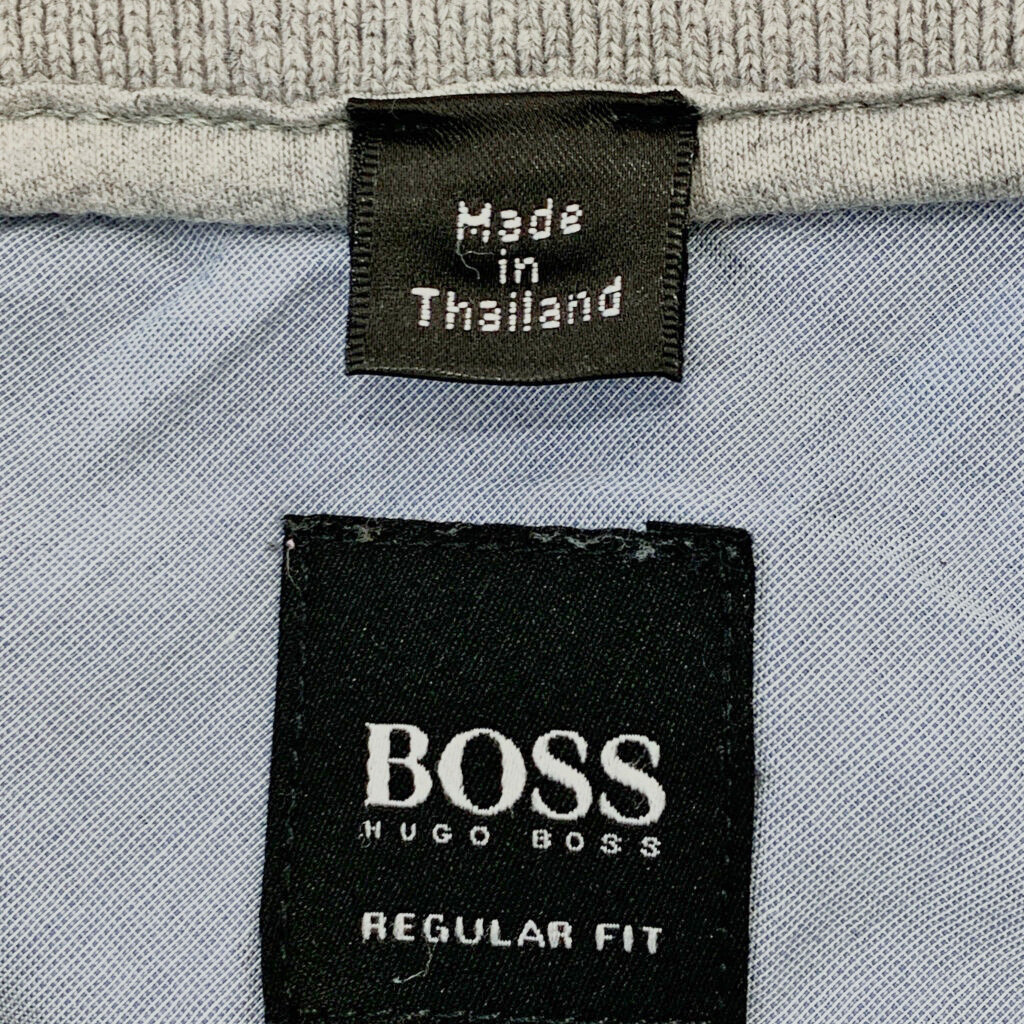 Made
in
Thailand
BOSS
HUGO BOSS
REGULAR FIT